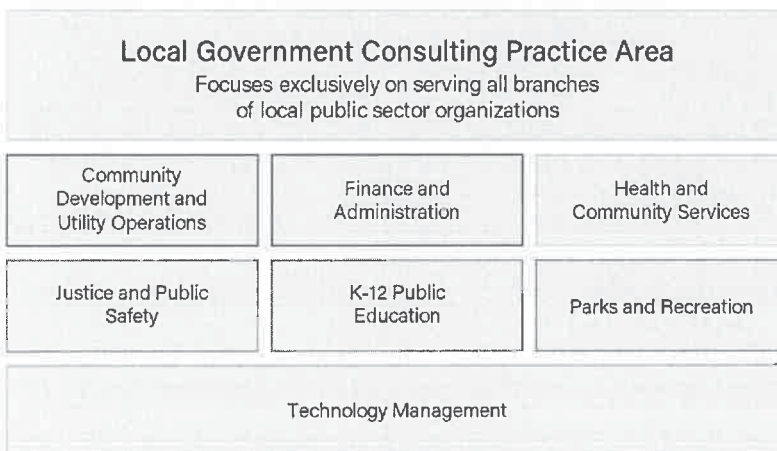 Local Government Consulting Practice Area
Focuses exclusively on serving all branches
of local public sector organizations
Community
Development and
Utility Operations
Finance and
Administration
Health and
Community Services
Justice and Public
Safety
K-12 Public
Education
Parks and Recreation
Technology Management